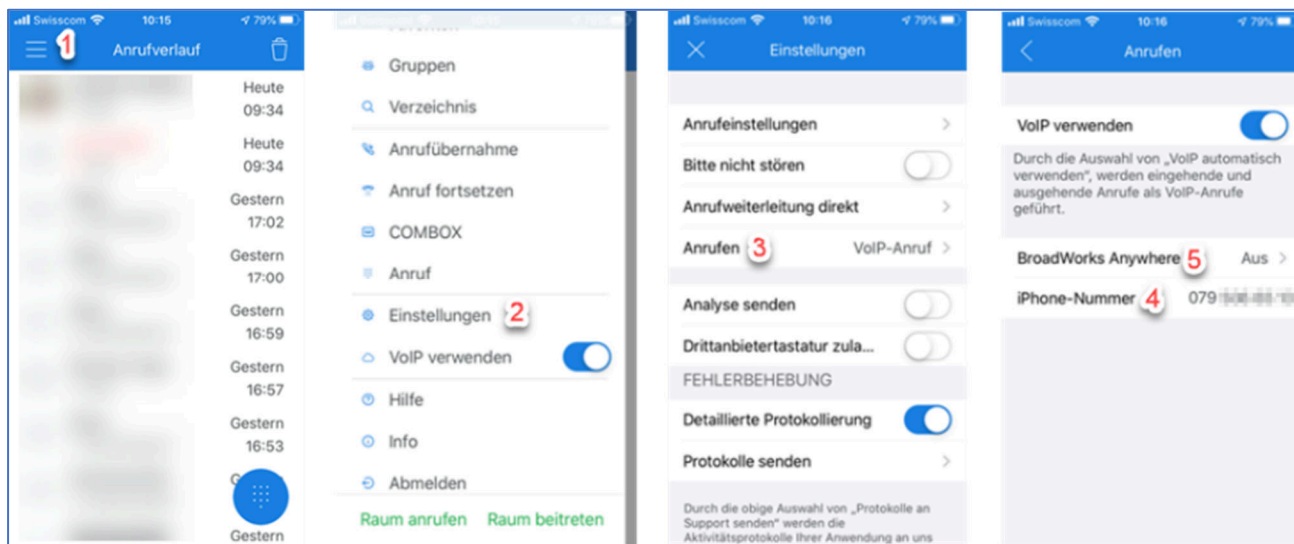 Swisscom 10:15 79%
1 Anrufverlauf
Heute
09:34
Heute
09:34
Gestern
17:02
Gestern
17:00
Gestern
16:59
Gestern
16:57
Gestern
16:53
Gestern
Gruppen
Verzeichnis
Anrufübernahme
Anruf fortsetzen
COMBOX
Anruf
Einstellungen 2
VoIP verwenden
Hilfe
Info
Abmelden
Raum anrufen Raum beitreten
Swisscom 10:16 79%
Einstellungen
Anrufeinstellungen
Bitte nicht stören
Anrufweiterleitung direkt
Anrufen 3 VoIP-Anruf
Analyse senden
Drittanbietertastatur zula...
FEHLERBEHEBUNG
Detaillierte Protokollierung
Protokolle senden
Durch die obige Auswahl von „Protokolle an
Support senden" werden die
Aktivitätsprotokolle Ihrer Anwendung an uns
Swisscom 10:16 79%
Anrufen
VoIP verwenden
Durch die Auswahl von „VoIP automatisch
verwenden", werden eingehende und
ausgehende Anrufe als VoIP-Anrufe
geführt.
BroadWorks Anywhere 5 Aus
iPhone-Nummer 4 079